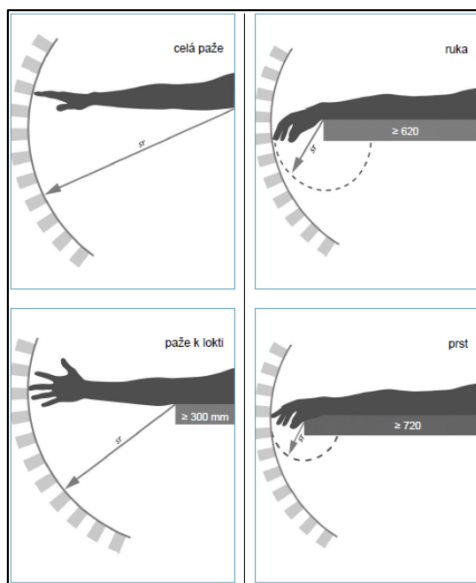 celá paže
sr
ruka
≥ 620
sr
paže k lokti
≥ 300 mm
sr
prst
≥ 720
sr